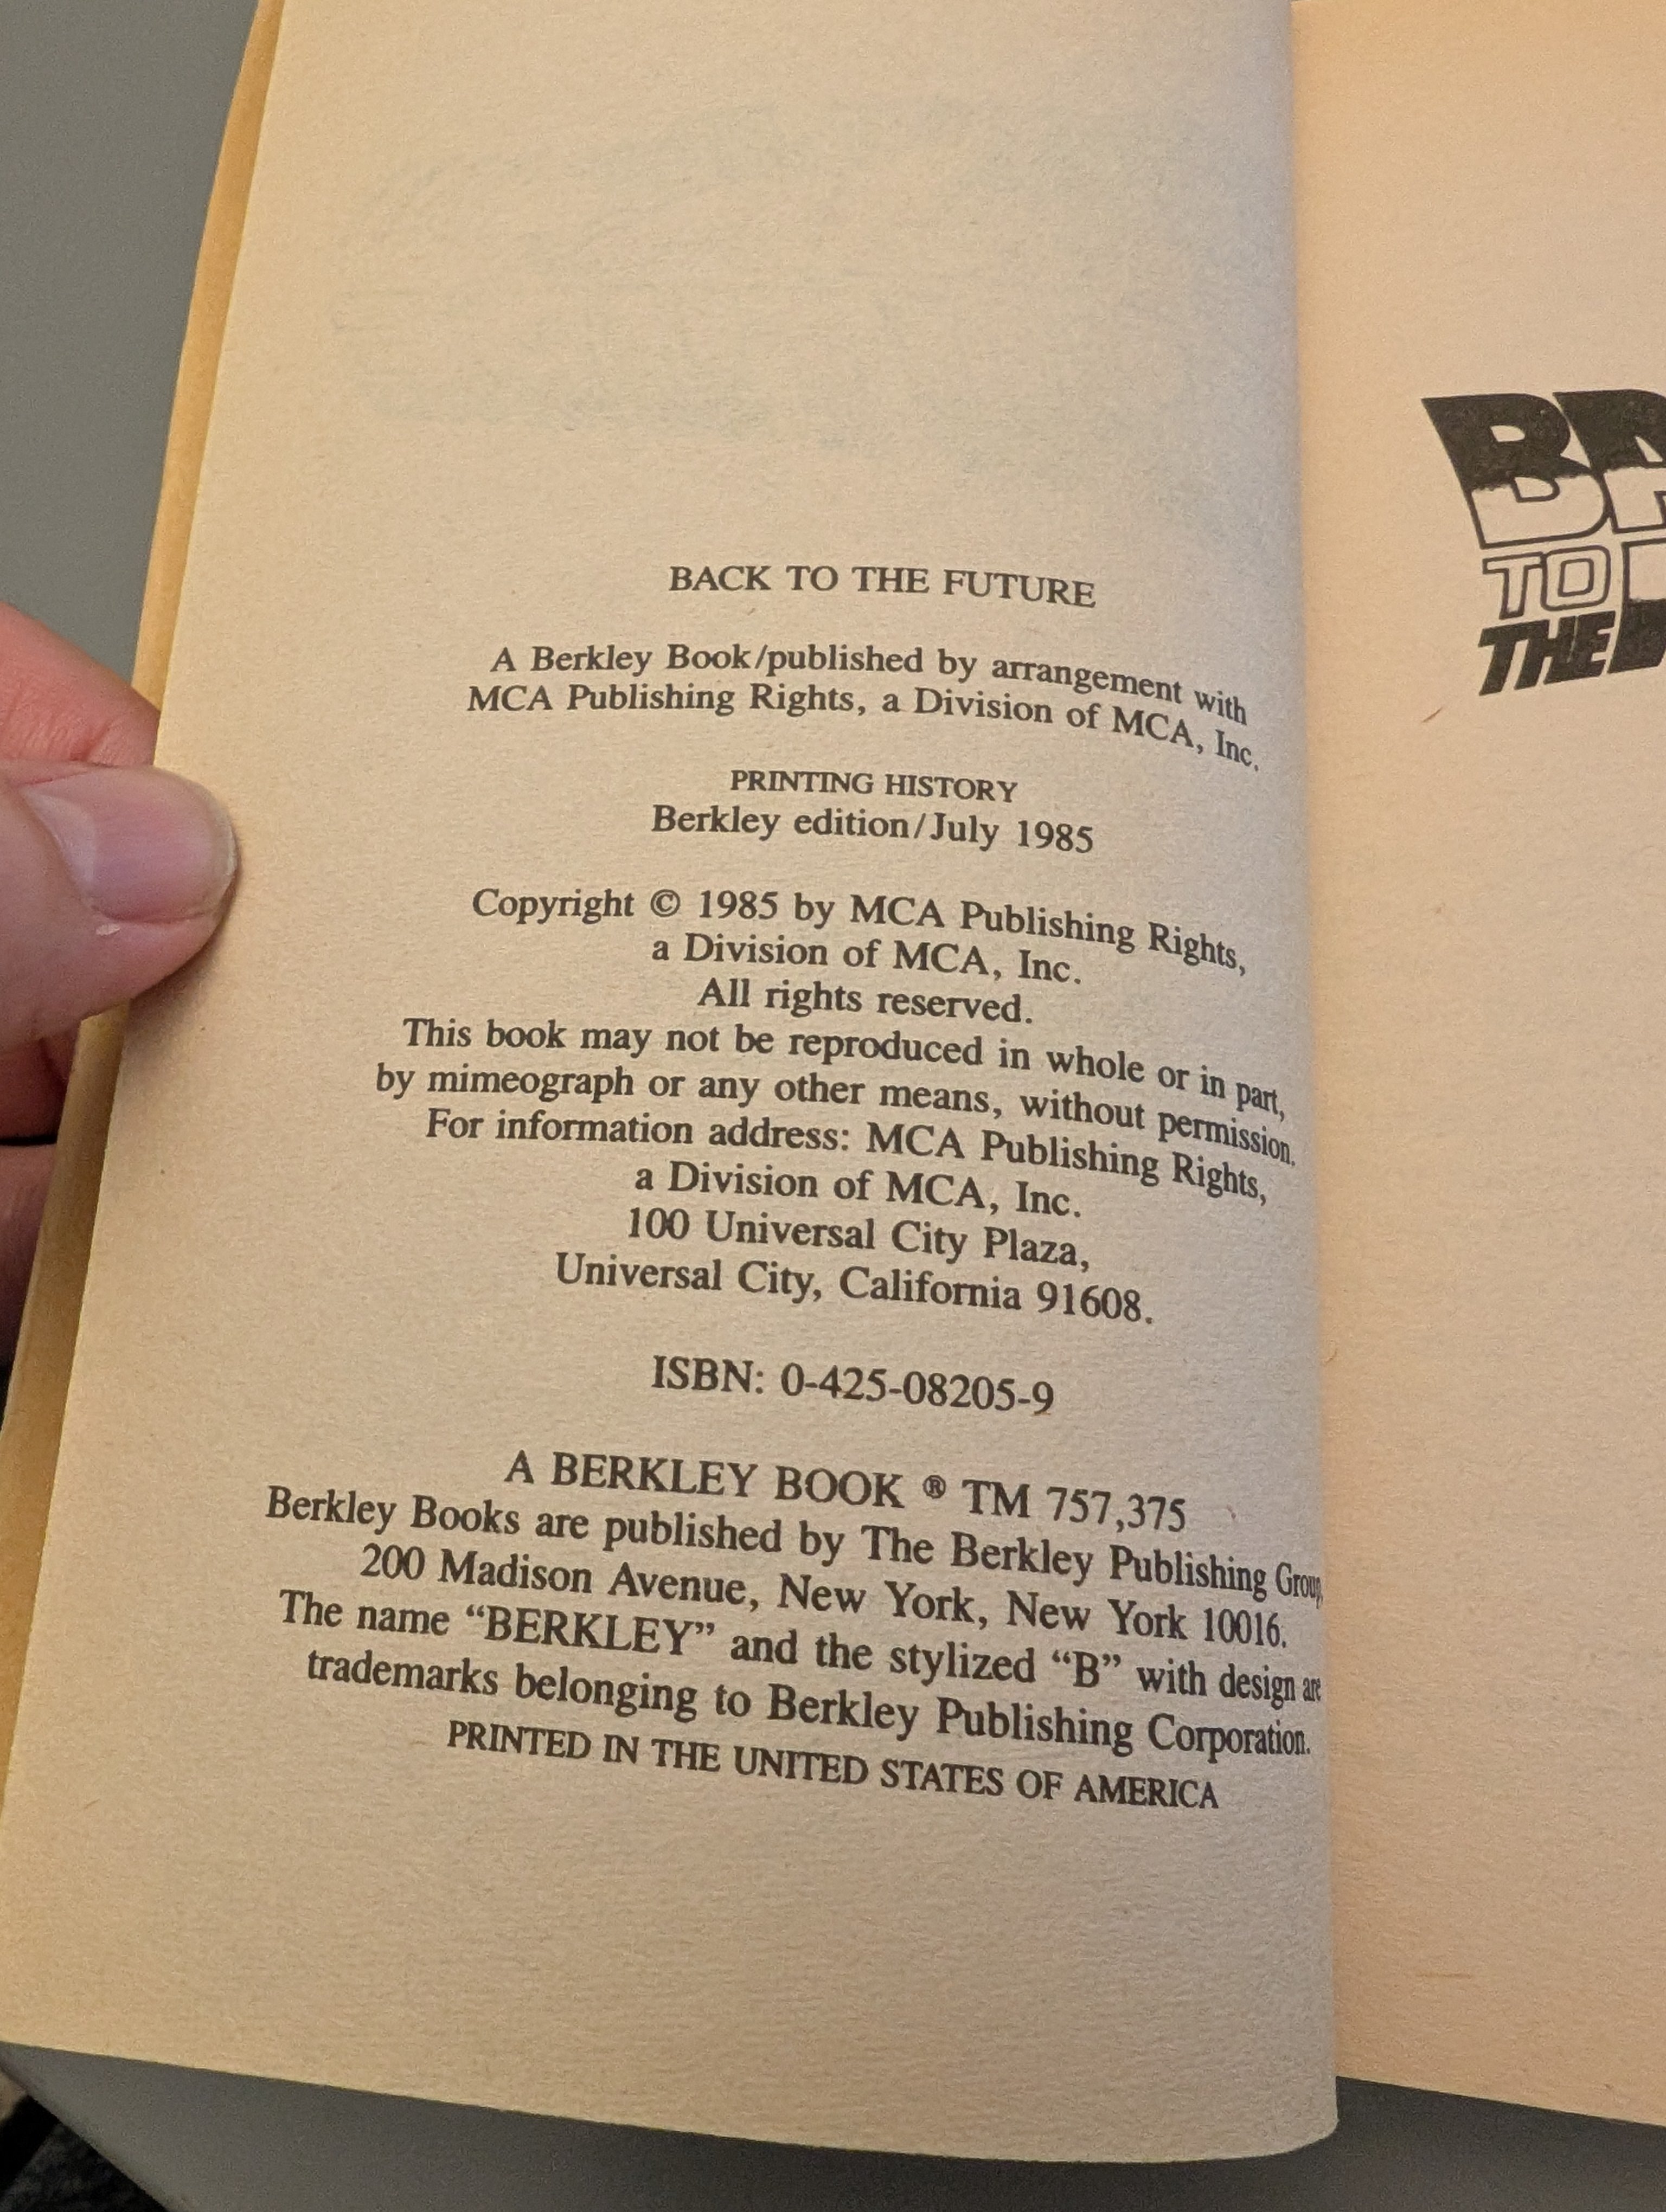 BACK TO THE FUTURE
A Berkley Book/published by arrangement with
MCA Publishing Rights, a Division of MCA, Inc.
PRINTING HISTORY
Berkley edition/July 1985
Copyright © 1985 by MCA Publishing Rights,
a Division of MCA, Inc.
All rights reserved.
This book may not be reproduced in whole or in part,
by mimeograph or any other means, without permission.
For information address: MCA Publishing Rights,
a Division of MCA, Inc.
100 Universal City Plaza,
Universal City, California 91608.
ISBN: 0-425-08205-9
A BERKLEY BOOK ® TM 757,375
Berkley Books are published by The Berkley Publishing Group,
200 Madison Avenue, New York, New York 10016.
The name “BERKLEY” and the stylized “B” with design are
trademarks belonging to Berkley Publishing Corporation.
PRINTED IN THE UNITED STATES OF AMERICA
BA
TO
THE